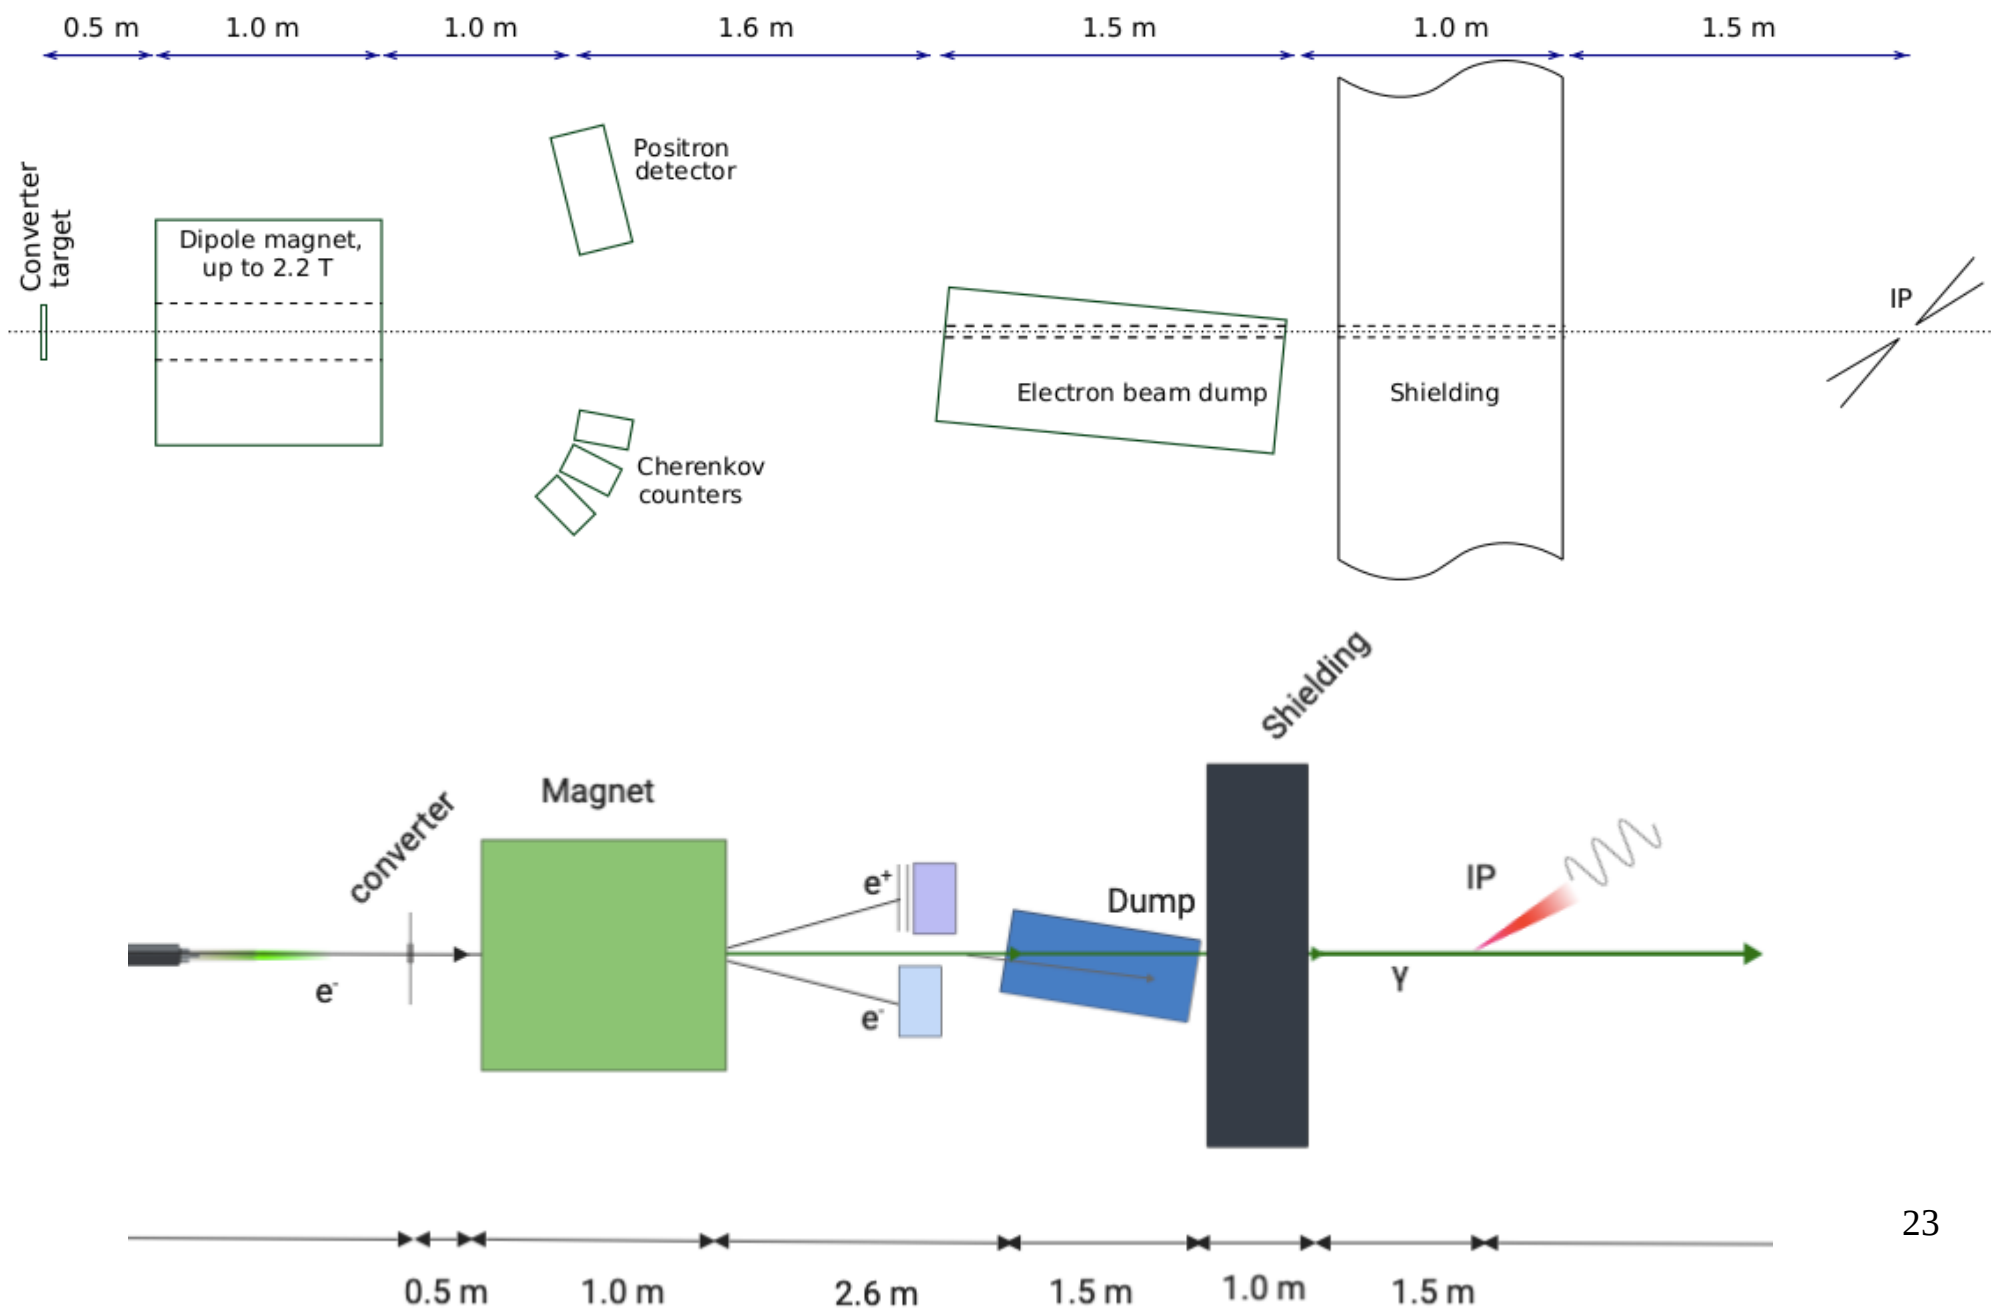 0.5 m 1.0 m 1.0 m 1.6 m 1.5 m 1.0 m 1.5 m
Converter
target
Dipole magnet,
up to 2.2 T
Positron
detector
Cherenkov
counters
Electron beam dump
Shielding
IP
Shielding
Magnet
converter
e⁻
e⁺
e⁻
Dump
IP
γ
0.5 m 1.0 m 2.6 m 1.5 m 1.0 m 1.5 m
23